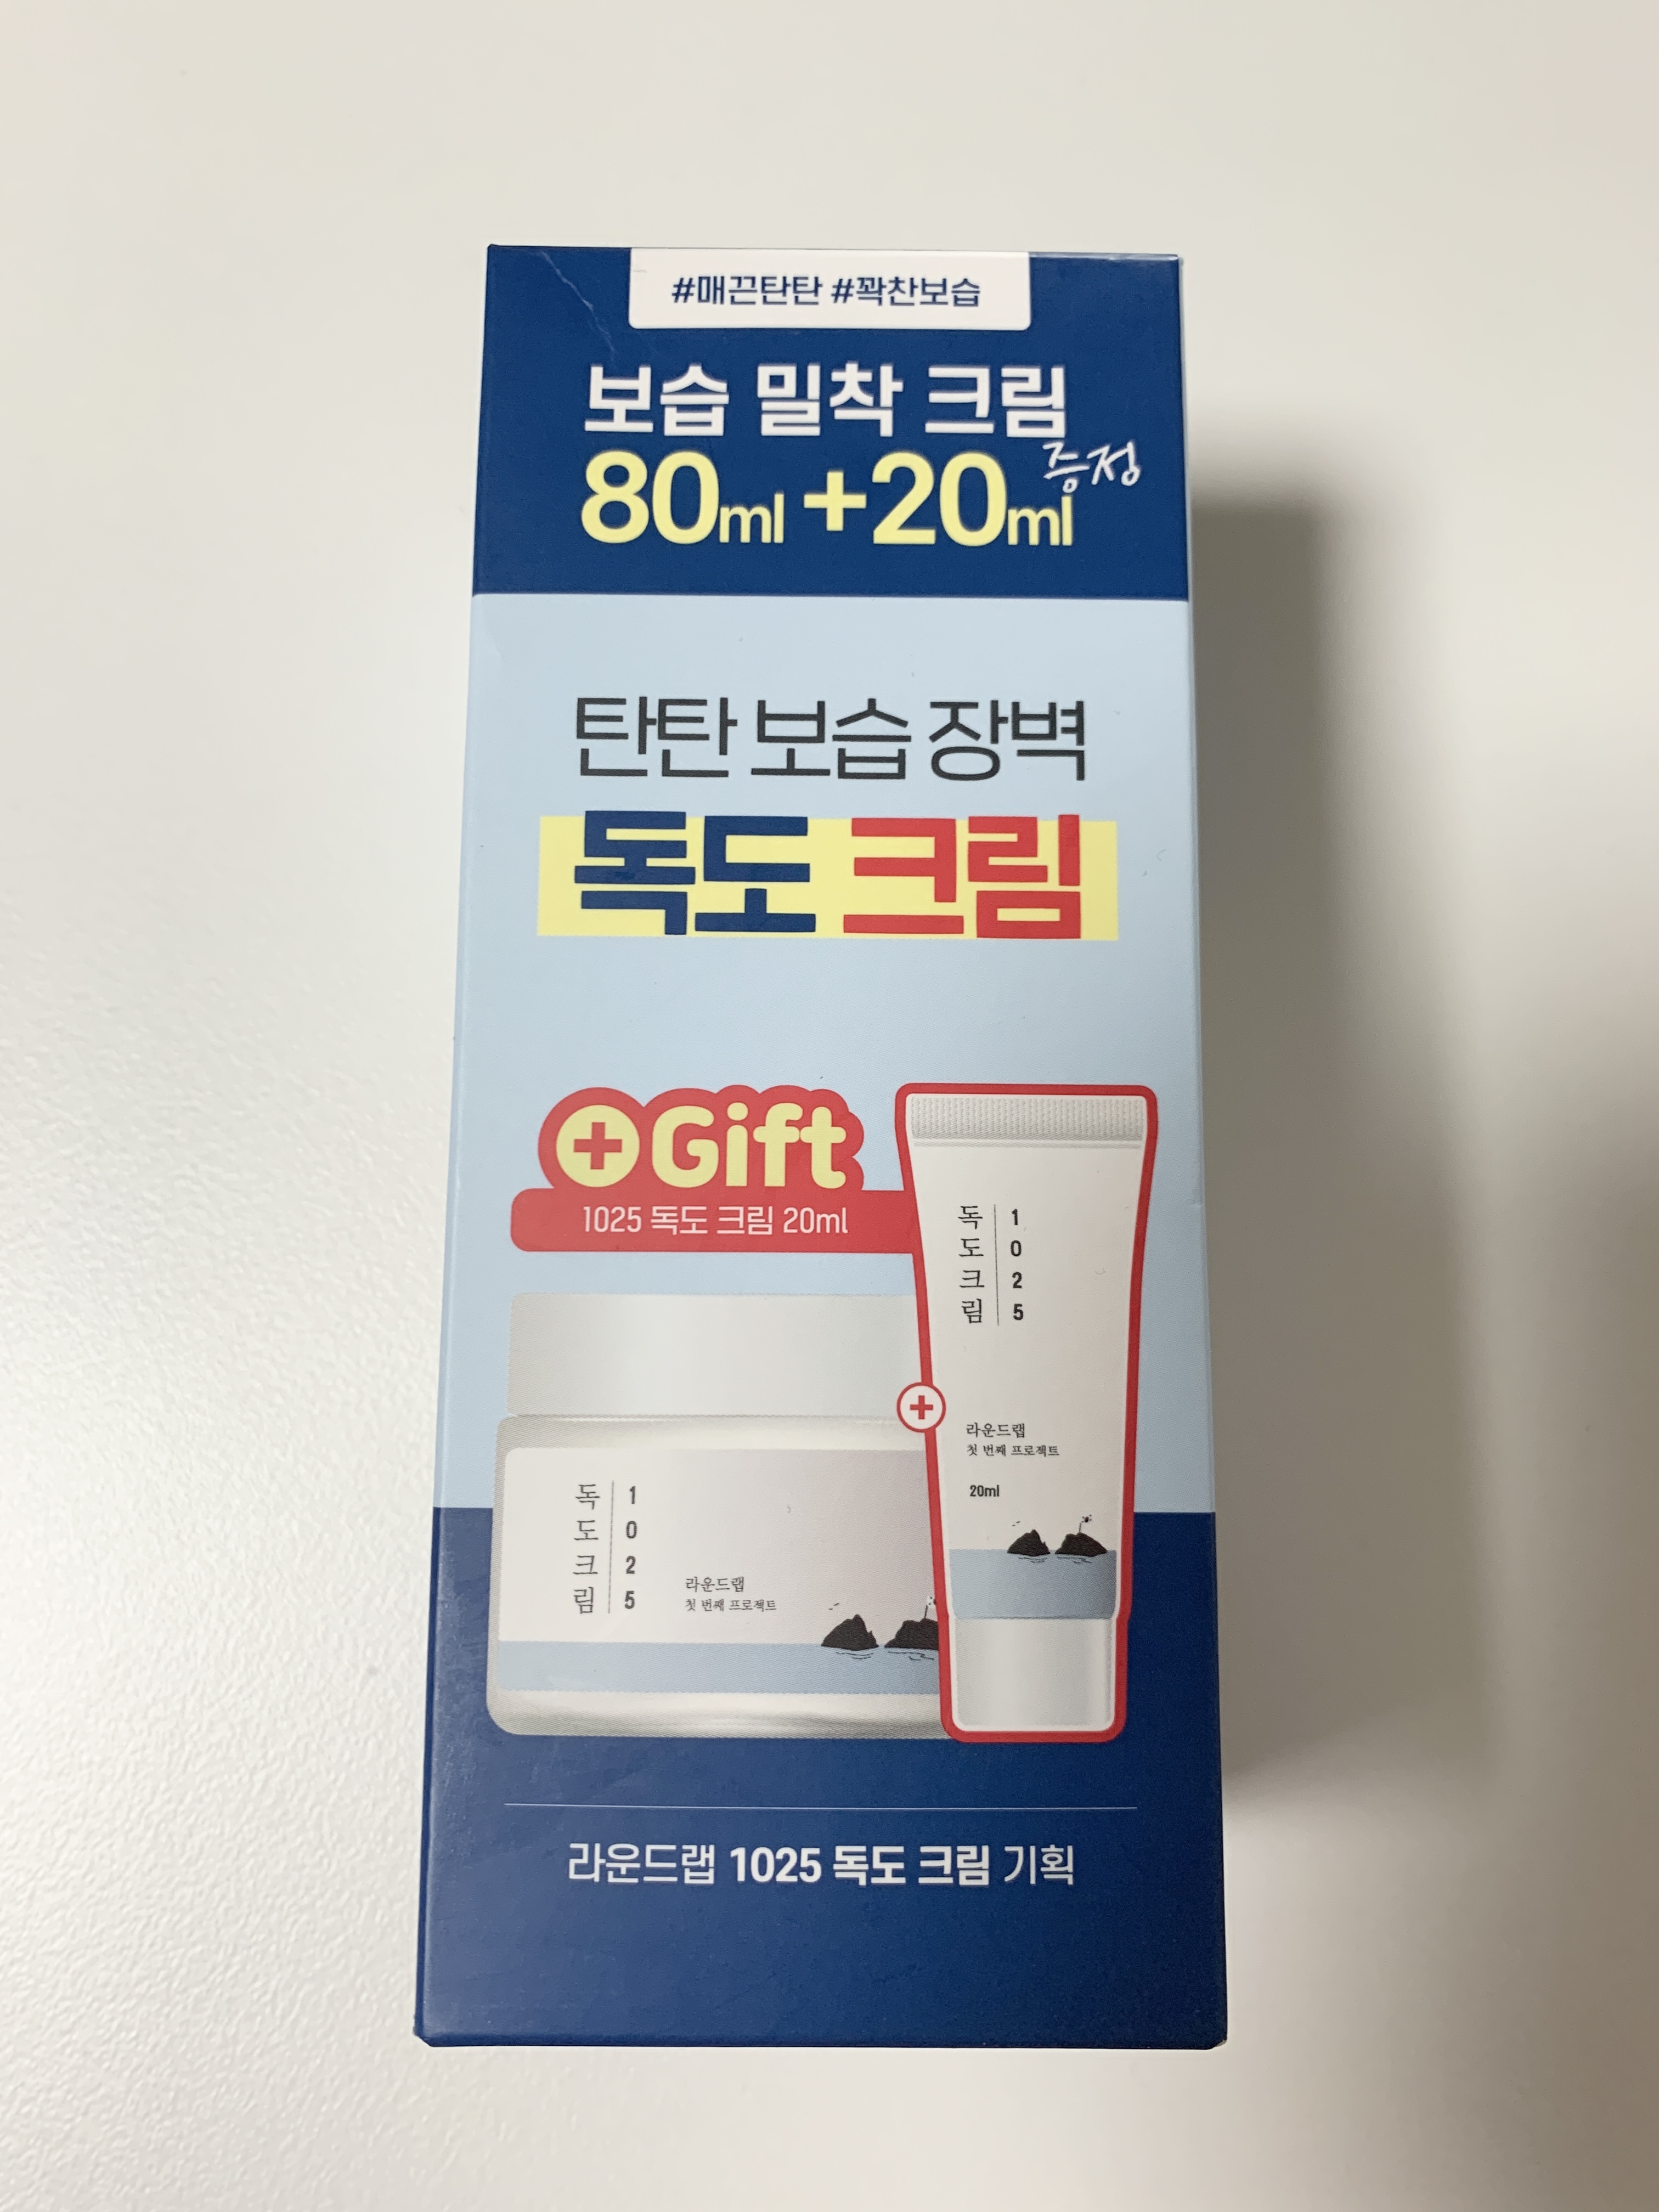 #매끈탄탄 #꽉찬보습
보습 밀착 크림
80ml +20ml 증정
탄탄 보습 장벽
독도 크림
+Gift
1025 독도 크림 20ml
독도크림 1025
라운드랩
첫 번째 프로젝트
20ml
+
독도크림 1025
라운드랩
첫 번째 프로젝트
라운드랩 1025 독도 크림 기획